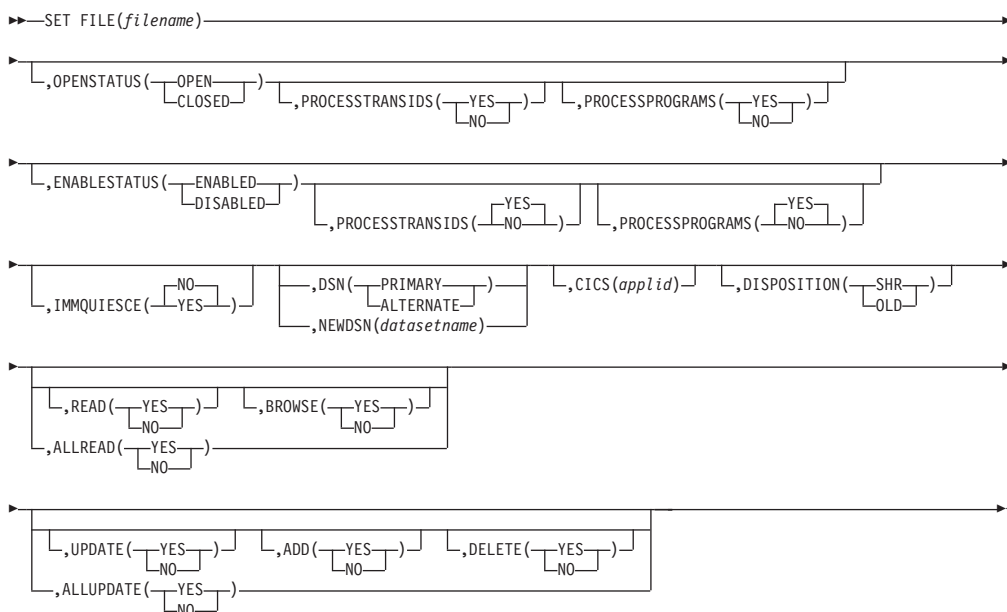 SET FILE(filename)
,OPENSTATUS( OPEN ) ,PROCESSTRANSIDS( YES ) ,PROCESSPROGRAMS( YES )
CLOSED NO NO
YES YES
,ENABLESTATUS( ENABLED ) ,PROCESSTRANSIDS( NO ) ,PROCESSPROGRAMS( NO )
DISABLED
NO
,IMMQUIESCE( YES ) ,DSN( PRIMARY ) ,CICS(applid) ,DISPOSITION( SHR )
ALTERNATE OLD
,NEWDSN(datasetname)
,READ( YES ) ,BROWSE( YES )
NO NO
,ALLREAD( YES )
NO
,UPDATE( YES ) ,ADD( YES ) ,DELETE( YES )
NO NO NO
,ALLUPDATE( YES )
NO